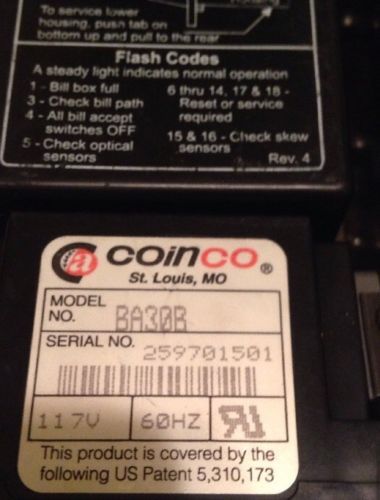 To service lower
housing, push tab on
bottom up and pull to the rear
Flash Codes
A steady light indicates normal operation
1 - Bill box full
3 - Check bill path
4 - All bill accept
switches OFF
5 - Check optical
sensors
6 thru 14, 17 & 18 -
Reset or service
required
15 & 16 - Check skew
sensors
Rev. 4
COINCO®
St. Louis, MO
MODEL
NO. BA30B
SERIAL NO. 259701501
117V 60HZ
This product is covered by the
following US Patent 5,310,173